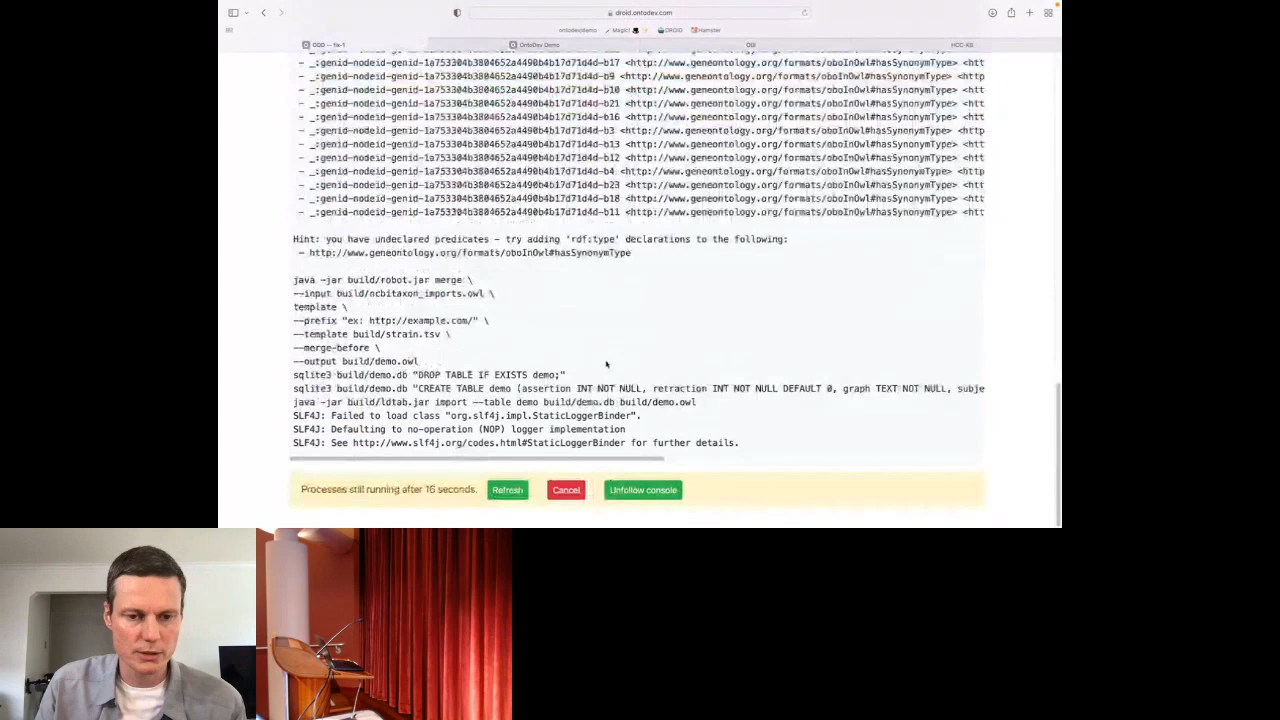 droid.ontodev.com
ontodev/demo Magic! DROID Hamster
COD — fix-1 OntoDev Demo OBI HCC-KB
- _:genid-nodeid-genid-1a753304b3804652a4490b4b17d71d4d-b17 <http://www.geneontology.org/formats/oboInOwl#hasSynonymType> <htt
- _:genid-nodeid-genid-1a753304b3804652a4490b4b17d71d4d-b9 <http://www.geneontology.org/formats/oboInOwl#hasSynonymType> <http
- _:genid-nodeid-genid-1a753304b3804652a4490b4b17d71d4d-b10 <http://www.geneontology.org/formats/oboInOwl#hasSynonymType> <htt
- _:genid-nodeid-genid-1a753304b3804652a4490b4b17d71d4d-b21 <http://www.geneontology.org/formats/oboInOwl#hasSynonymType> <htt
- _:genid-nodeid-genid-1a753304b3804652a4490b4b17d71d4d-b16 <http://www.geneontology.org/formats/oboInOwl#hasSynonymType> <htt
- _:genid-nodeid-genid-1a753304b3804652a4490b4b17d71d4d-b3 <http://www.geneontology.org/formats/oboInOwl#hasSynonymType> <http
- _:genid-nodeid-genid-1a753304b3804652a4490b4b17d71d4d-b13 <http://www.geneontology.org/formats/oboInOwl#hasSynonymType> <htt
- _:genid-nodeid-genid-1a753304b3804652a4490b4b17d71d4d-b12 <http://www.geneontology.org/formats/oboInOwl#hasSynonymType> <htt
- _:genid-nodeid-genid-1a753304b3804652a4490b4b17d71d4d-b4 <http://www.geneontology.org/formats/oboInOwl#hasSynonymType> <http
- _:genid-nodeid-genid-1a753304b3804652a4490b4b17d71d4d-b23 <http://www.geneontology.org/formats/oboInOwl#hasSynonymType> <htt
- _:genid-nodeid-genid-1a753304b3804652a4490b4b17d71d4d-b18 <http://www.geneontology.org/formats/oboInOwl#hasSynonymType> <htt
- _:genid-nodeid-genid-1a753304b3804652a4490b4b17d71d4d-b11 <http://www.geneontology.org/formats/oboInOwl#hasSynonymType> <htt
Hint: you have undeclared predicates - try adding 'rdf:type' declarations to the following:
- http://www.geneontology.org/formats/oboInOwl#hasSynonymType
java -jar build/robot.jar merge \
--input build/ncbitaxon_imports.owl \
template \
--prefix "ex: http://example.com/" \
--template build/strain.tsv \
--merge-before \
--output build/demo.owl
sqlite3 build/demo.db "DROP TABLE IF EXISTS demo;"
sqlite3 build/demo.db "CREATE TABLE demo (assertion INT NOT NULL, retraction INT NOT NULL DEFAULT 0, graph TEXT NOT NULL, subje
java -jar build/ldtab.jar import --table demo build/demo.db build/demo.owl
SLF4J: Failed to load class "org.slf4j.impl.StaticLoggerBinder".
SLF4J: Defaulting to no-operation (NOP) logger implementation
SLF4J: See http://www.slf4j.org/codes.html#StaticLoggerBinder for further details.
Processes still running after 16 seconds. Refresh Cancel Unfollow console